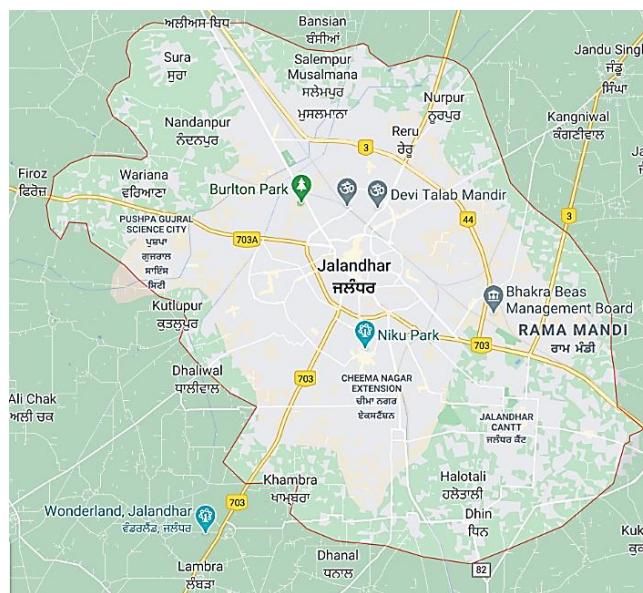 ਅਲੀਅਸ ਬਿਧ
Bansian
ਬੰਸੀਆਂ
Sura
ਸੁਰਾ
Salempur
Musalmana
ਸਲੇਮਪੁਰ
ਮੁਸਲਮਾਨਾ
Jandu Singh
ਜੰਡੂ
ਸਿੰਘਾ
Nandanpur
ਨੰਦਨਪੁਰ
Nurpur
ਨੂਰਪੁਰ
Kangniwal
ਕੰਗਣੀਵਾਲ
Reru
ਰੇਰੂ
3
Firoz
ਫਿਰੋਜ਼
Wariana
ਵਰਿਆਣਾ
Burlton Park
Devi Talab Mandir
44
3
PUSHPA GUJRAL
SCIENCE CITY
ਪੁਸ਼ਪਾ
ਗੁਜਰਾਲ
ਸਾਇੰਸ
ਸਿਟੀ
703A
Jalandhar
ਜਲੰਧਰ
Kutlupur
ਕੁਤਲੁਪੁਰ
Bhakra Beas
Management Board
RAMA MANDI
ਰਾਮ ਮੰਡੀ
Niku Park
703
Dhaliwal
ਧਾਲੀਵਾਲ
703
CHEEMA NAGAR
EXTENSION
ਚੀਮਾ ਨਗਰ
ਏਕਸਟੈਂਸ਼ਨ
Ali Chak
ਅਲੀ ਚਕ
JALANDHAR
CANTT
ਜਲੰਧਰ ਕੈਂਟ
Khambra
ਖਾਮ੍ਬਰਾ
Halotali
ਹਲੇਤਾਲੀ
703
Wonderland, Jalandhar
ਵੰਡਰਲੈਂਡ, ਜਲੰਧਰ
Dhin
ਧਿਨ
Dhanal
ਧਨਾਲ
Lambra
ਲੰਬੜਾ
82